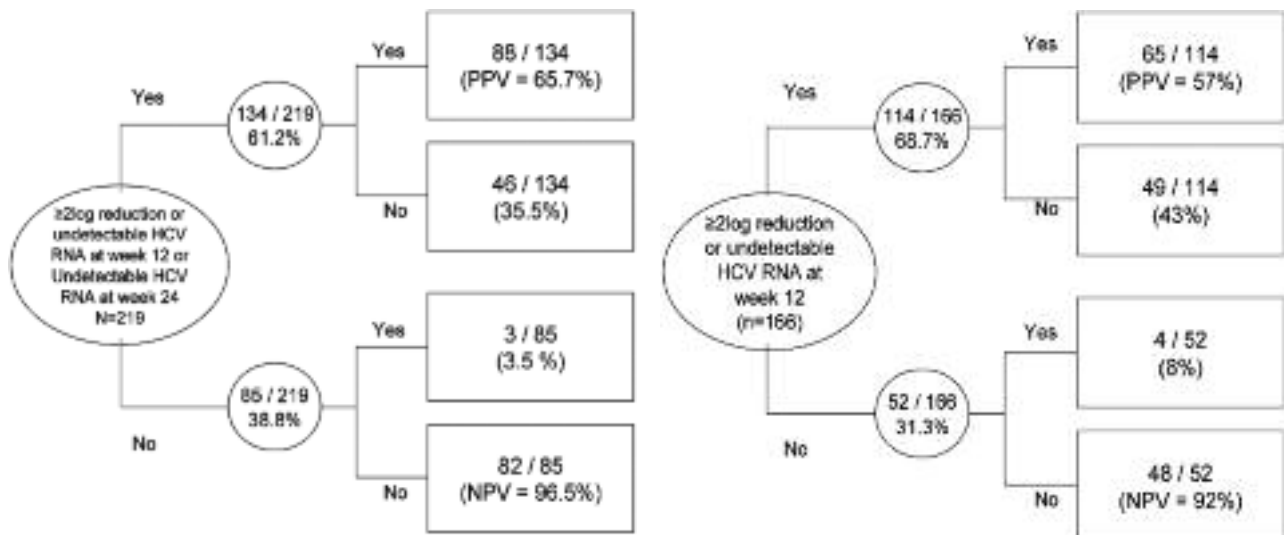 Yes
88 / 134
(PPV = 65.7%)
Yes
134 / 219
61.2%
46 / 134
(35.5%)
No
≥2log reduction or
undetectable HCV
RNA at week 12 or
Undetectable HCV
RNA at week 24
N=219
Yes
3 / 85
(3.5 %)
85 / 219
38.8%
No
82 / 85
(NPV = 96.5%)
No
Yes
65 / 114
(PPV = 57%)
Yes
114 / 166
68.7%
49 / 114
(43%)
No
≥2log reduction
or undetectable
HCV RNA at
week 12
(n=166)
Yes
4 / 52
(8%)
52 / 166
31.3%
No
48 / 52
(NPV = 92%)
No